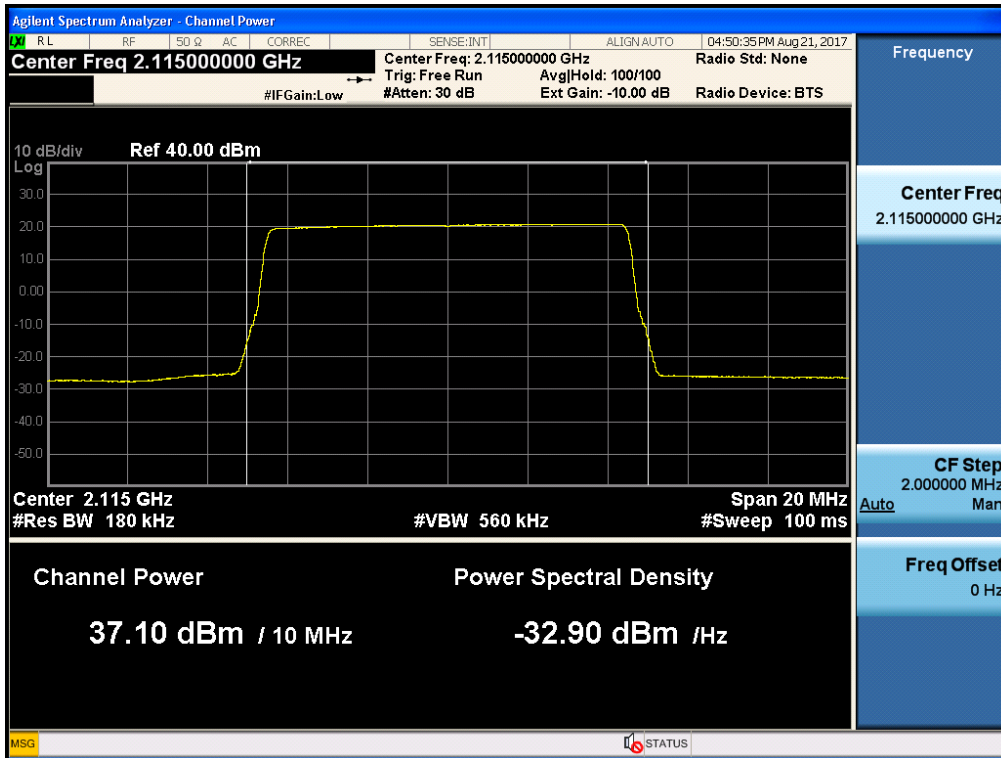 Agilent Spectrum Analyzer - Channel Power
LXI RL RF 50 Ω AC CORREC SENSE:INT ALIGN AUTO 04:50:35 PM Aug 21, 2017
Center Freq 2.115000000 GHz
Center Freq: 2.115000000 GHz Radio Std: None
Trig: Free Run Avg|Hold: 100/100
#IFGain:Low #Atten: 30 dB Ext Gain: -10.00 dB Radio Device: BTS
10 dB/div Ref 40.00 dBm
Log
30.0
20.0
10.0
0.00
-10.0
-20.0
-30.0
-40.0
-50.0
Center 2.115 GHz Span 20 MHz
#Res BW 180 kHz #VBW 560 kHz #Sweep 100 ms
Channel Power Power Spectral Density
37.10 dBm / 10 MHz -32.90 dBm /Hz
MSG STATUS
Frequency
Center Freq
2.115000000 GHz
CF Step
2.000000 MHz
Auto Man
Freq Offset
0 Hz